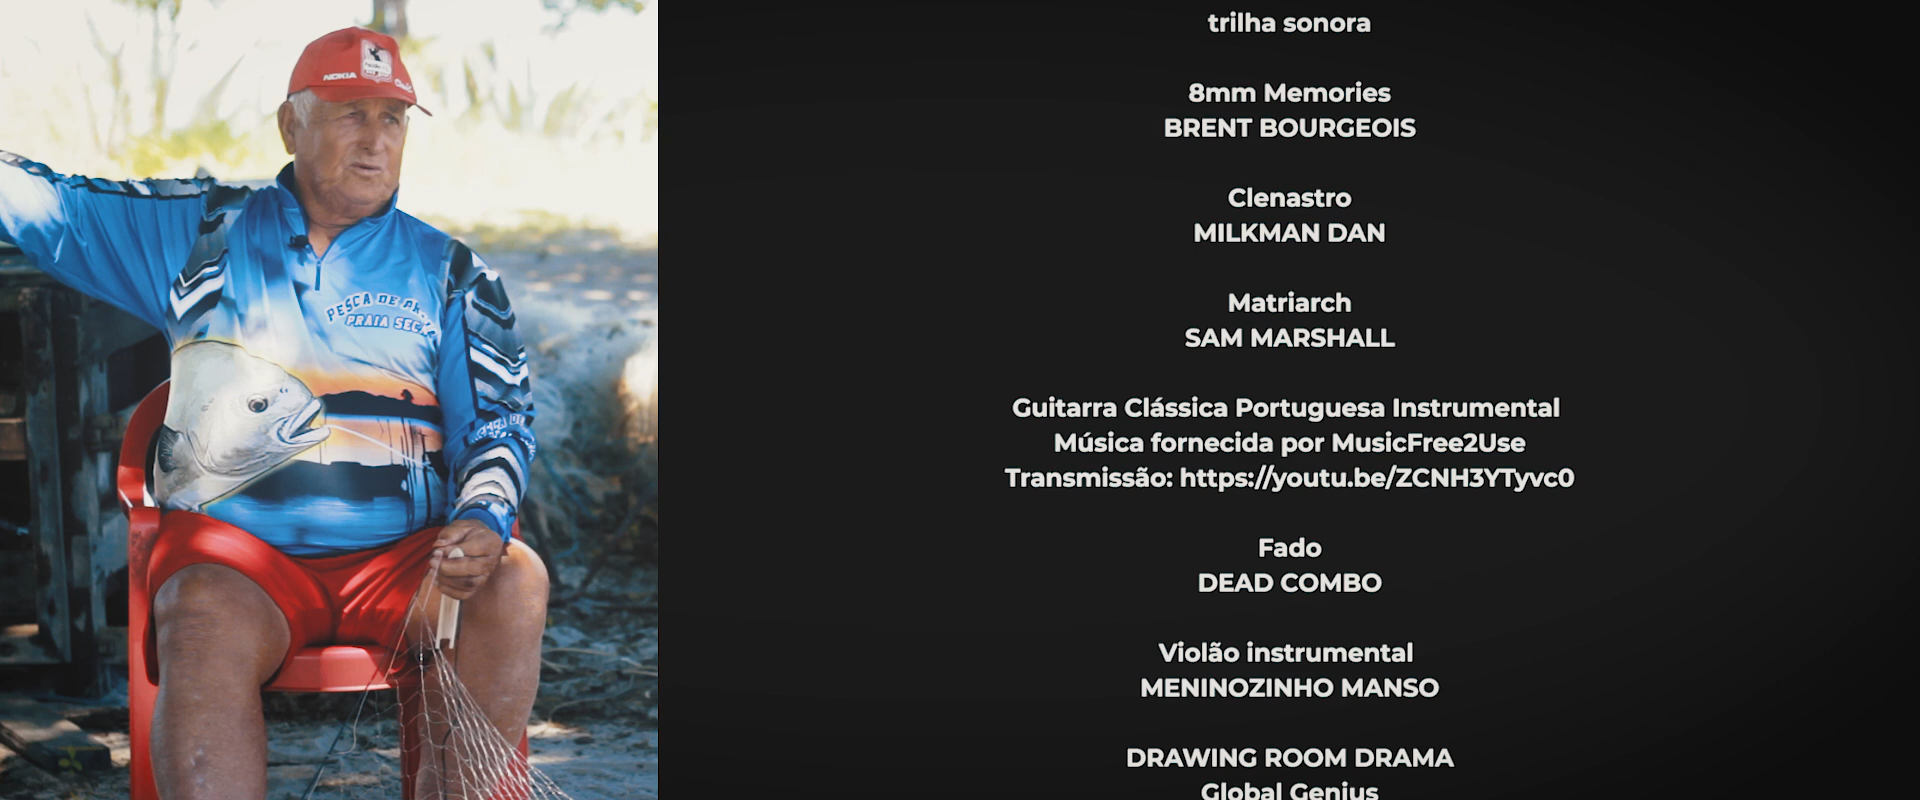 NOKIA
PESCA DE
PRAIA SECA
PESCA DE
trilha sonora
8mm Memories
BRENT BOURGEOIS
Clenastro
MILKMAN DAN
Matriarch
SAM MARSHALL
Guitarra Clássica Portuguesa Instrumental
Música fornecida por MusicFree2Use
Transmissão: https://youtu.be/ZCNH3YTyvc0
Fado
DEAD COMBO
Violão instrumental
MENINOZINHO MANSO
DRAWING ROOM DRAMA
Global Genius